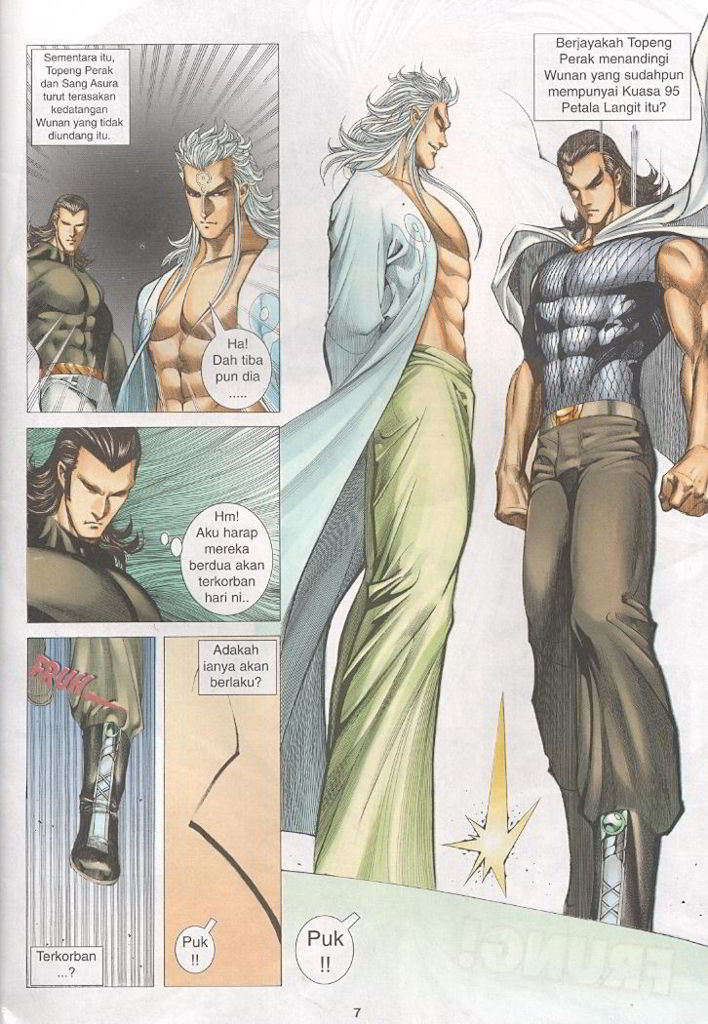 Sementara itu,
Topeng Perak
dan Sang Asura
turut terasakan
kedatangan
Wunan yang tidak
diundang itu.
Ha!
Dah tiba
pun dia
.....
Hm!
Aku harap
mereka
berdua akan
terkorban
hari ni..
FRUH
Terkorban
...?
Adakah
ianya akan
berlaku?
Puk
!!
Berjayakah Topeng
Perak menandingi
Wunan yang sudahpun
mempunyai Kuasa 95
Petala Langit itu?
Puk
!!
FRUNG!
7